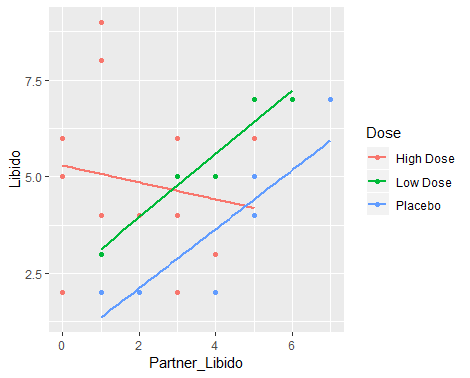 Libido
7.5
5.0
2.5
0
2
4
6
Partner_Libido
Dose
High Dose
Low Dose
Placebo